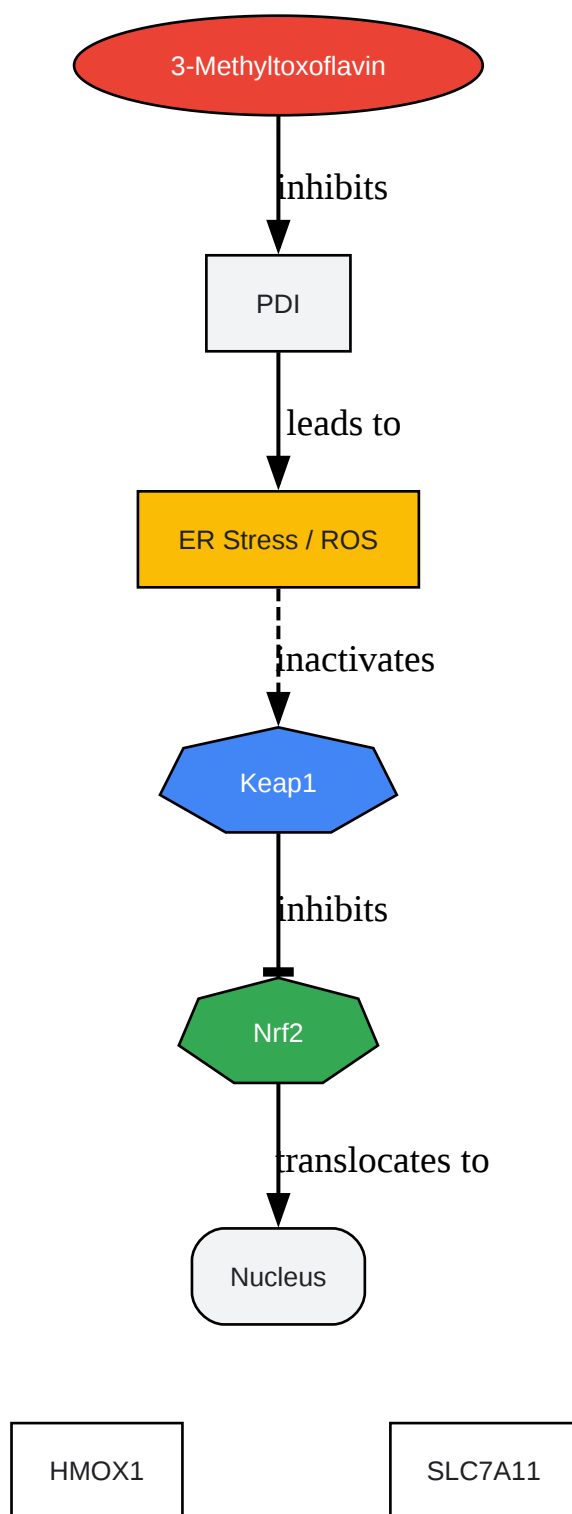 3-Methyltoxoflavin
inhibits
PDI
leads to
ER Stress / ROS
inactivates
Keap1
inhibits
Nrf2
translocates to
Nucleus
HMOX1
SLC7A11